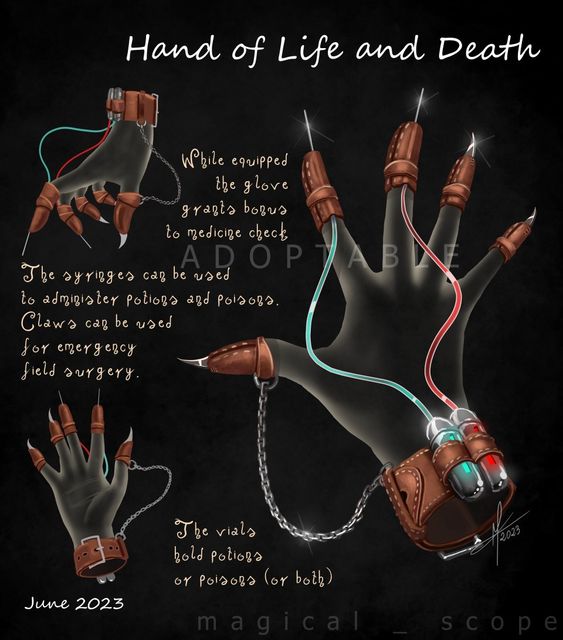 Hand of Life and Death
While equipped
the glove
grants bonus
to medicine check
ADOPTABLE
The syringes can be used
to administer potions and poisons.
Claws can be used
for emergency
field surgery.
The vials
hold potions
or poisons (or both)
2023
June 2023
magical _ scope